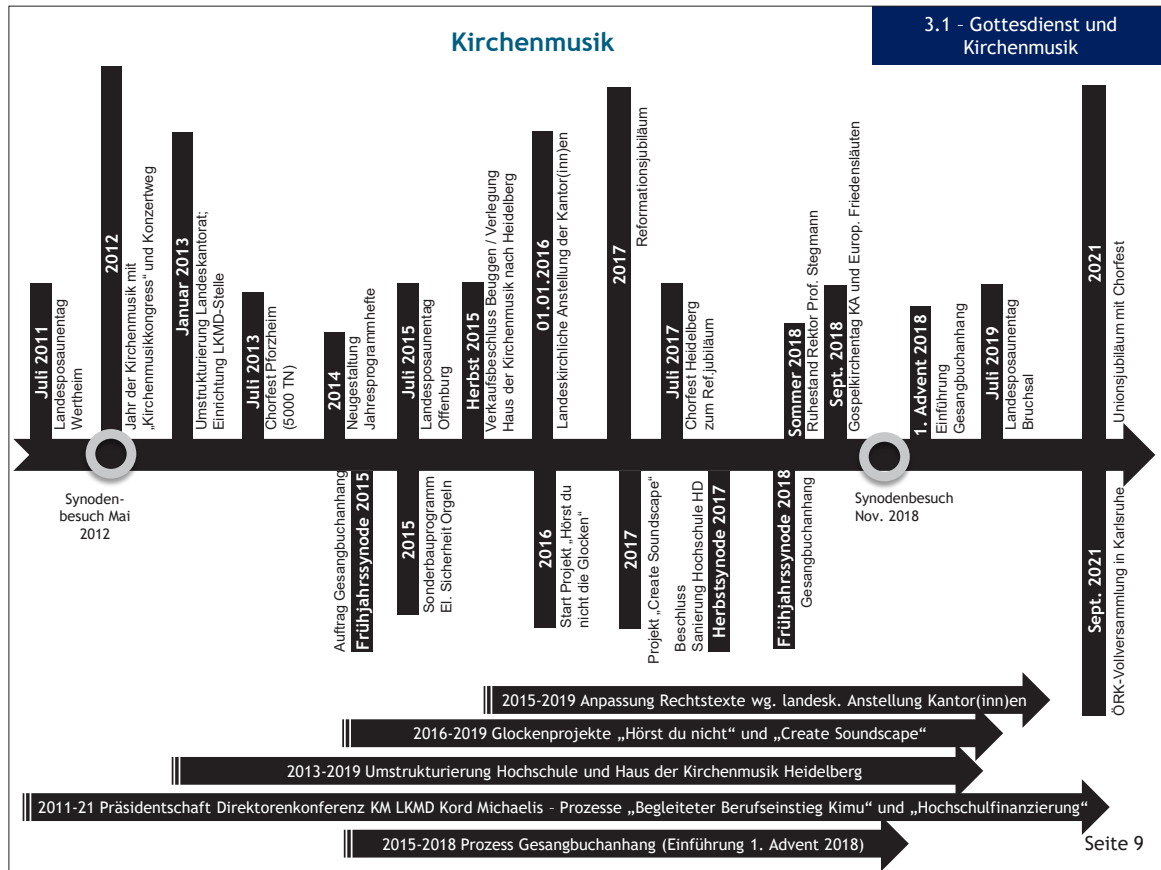 Kirchenmusik
3.1 - Gottesdienst und
Kirchenmusik
Juli 2011
Landesposaunentag
Wertheim
2012
Jahr der Kirchenmusik mit
„Kirchenmusikkongress“ und Konzertweg
Januar 2013
Umstrukturierung Landeskantorat;
Einrichtung LKMD-Stelle
Juli 2013
Chorfest Pforzheim
(5000 TN)
2014
Neugestaltung
Jahresprogrammhefte
Juli 2015
Landesposaunentag
Offenburg
Herbst 2015
Verkaufsbeschluss Beuggen / Verlegung
Haus der Kirchenmusik nach Heidelberg
01.01.2016
Landeskirchliche Anstellung der Kantor(inn)en
2017
Reformationsjubiläum
Juli 2017
Chorfest Heidelberg
zum Ref.jubiläum
Sommer 2018
Ruhestand Rektor Prof. Stegmann
Sept. 2018
Gospelkirchentag KA und Europ. Friedensläuten
1. Advent 2018
Einführung
Gesangbuchanhang
Juli 2019
Landesposaunentag
Bruchsal
2021
Unionsjubiläum mit Chorfest
Synoden-
besuch Mai
2012
Auftrag Gesangbuchanhang
Frühjahrssynode 2015
2015
Sonderbauprogramm
El. Sicherheit Orgeln
2016
Start Projekt „Hörst du
nicht die Glocken“
2017
Projekt „Create Soundscape“
Beschluss
Sanierung Hochschule HD
Herbstsynode 2017
Frühjahrssynode 2018
Gesangbuchanhang
Synodenbesuch
Nov. 2018
Sept. 2021
ÖRK-Vollversammlung in Karlsruhe
2015-2019 Anpassung Rechtstexte wg. landesk. Anstellung Kantor(inn)en
2016-2019 Glockenprojekte „Hörst du nicht“ und „Create Soundscape“
2013-2019 Umstrukturierung Hochschule und Haus der Kirchenmusik Heidelberg
2011-21 Präsidentschaft Direktorenkonferenz KM LKMD Kord Michaelis – Prozesse „Begleiteter Berufseinstieg Kimu“ und „Hochschulfinanzierung“
2015-2018 Prozess Gesangbuchanhang (Einführung 1. Advent 2018)
Seite 9